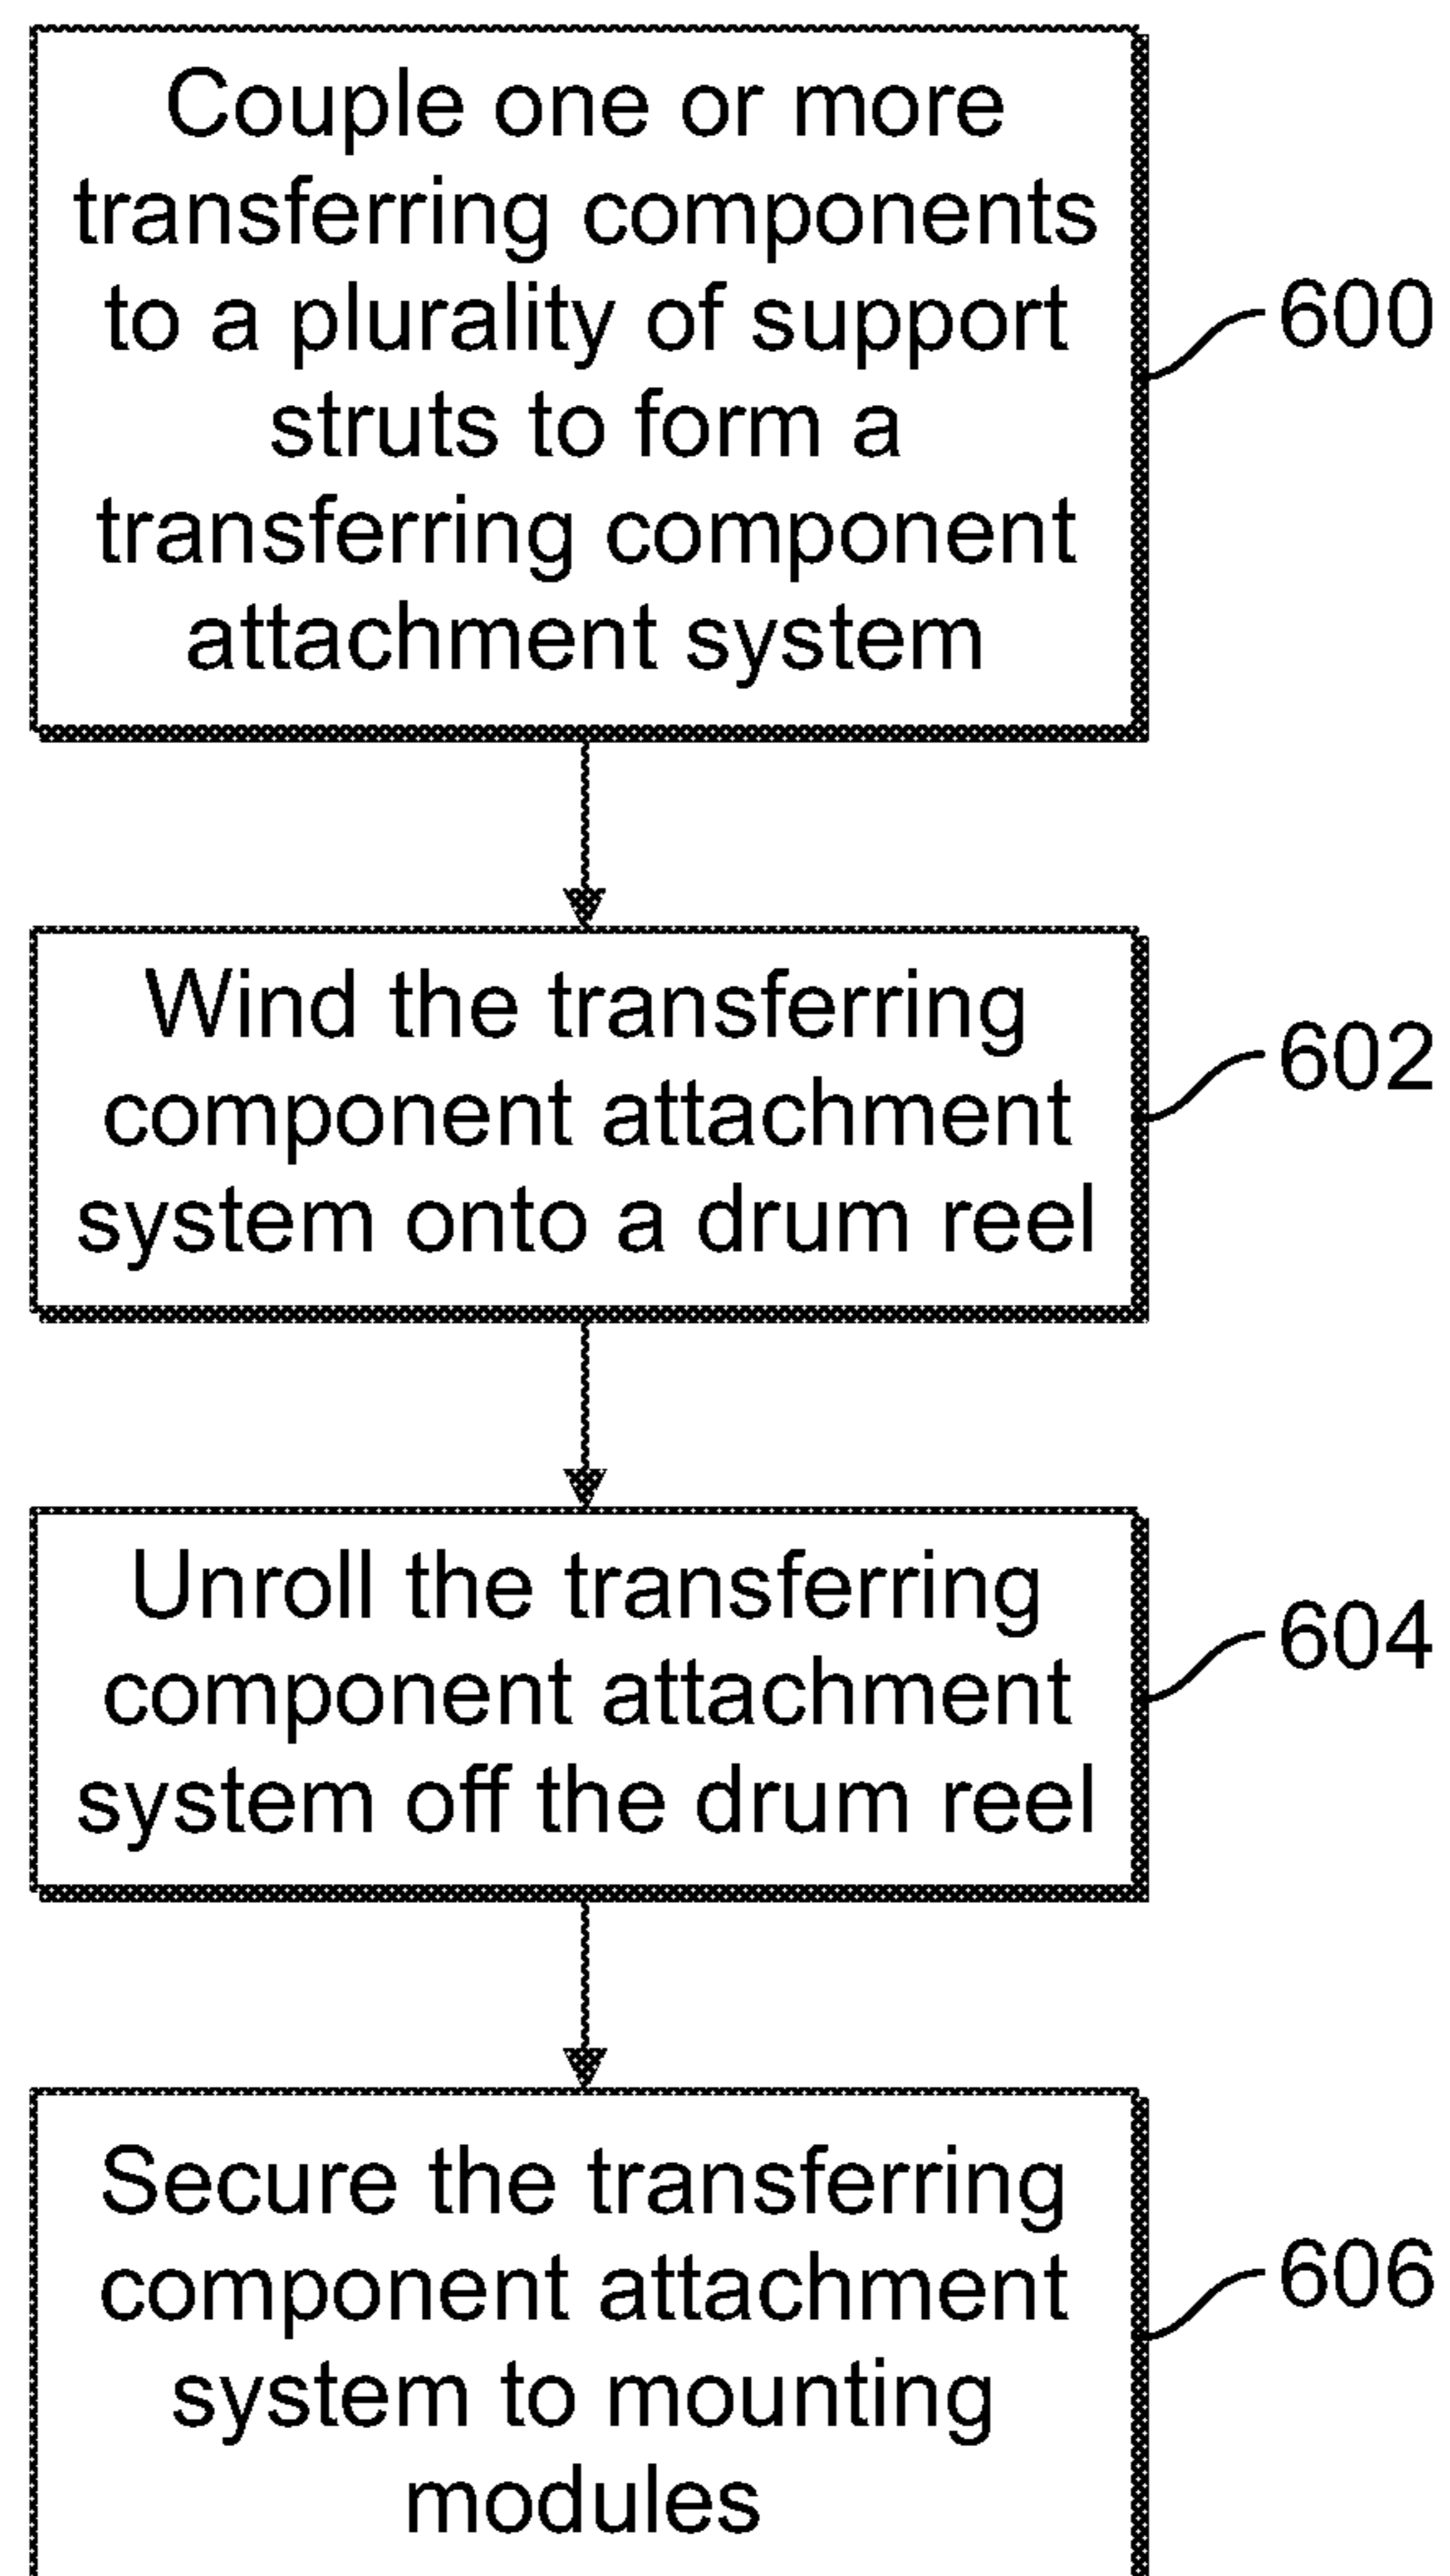 Couple one or more
transferring components
to a plurality of support
struts to form a
transferring component
attachment system
600
Wind the transferring
component attachment
system onto a drum reel
602
Unroll the transferring
component attachment
system off the drum reel
604
Secure the transferring
component attachment
system to mounting
modules
606